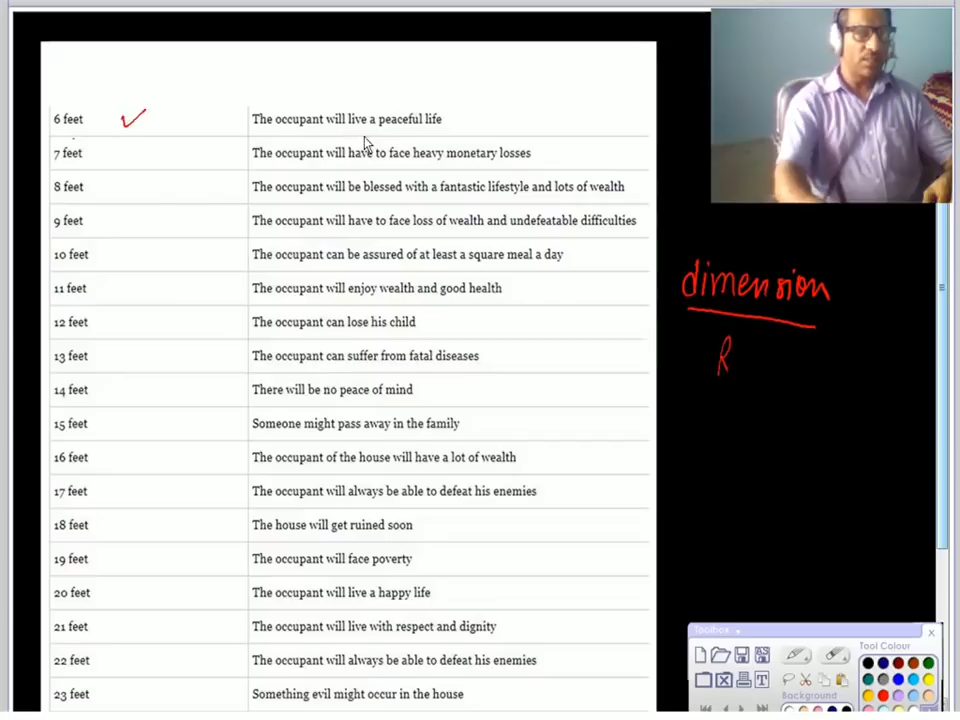 6 feet The occupant will live a peaceful life
7 feet The occupant will have to face heavy monetary losses
8 feet The occupant will be blessed with a fantastic lifestyle and lots of wealth
9 feet The occupant will have to face loss of wealth and undefeatable difficulties
10 feet The occupant can be assured of at least a square meal a day
11 feet The occupant will enjoy wealth and good health
12 feet The occupant can lose his child
13 feet The occupant can suffer from fatal diseases
14 feet There will be no peace of mind
15 feet Someone might pass away in the family
16 feet The occupant of the house will have a lot of wealth
17 feet The occupant will always be able to defeat his enemies
18 feet The house will get ruined soon
19 feet The occupant will face poverty
20 feet The occupant will live a happy life
21 feet The occupant will live with respect and dignity
22 feet The occupant will always be able to defeat his enemies
23 feet Something evil might occur in the house
dimension
R
Toolbox
Tool Colour
Background